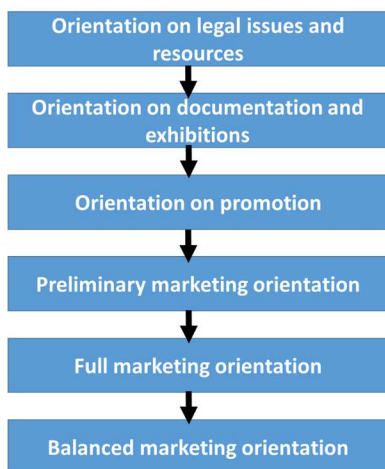 Orientation on legal issues and
resources
Orientation on documentation and
exhibitions
Orientation on promotion
Preliminary marketing orientation
Full marketing orientation
Balanced marketing orientation